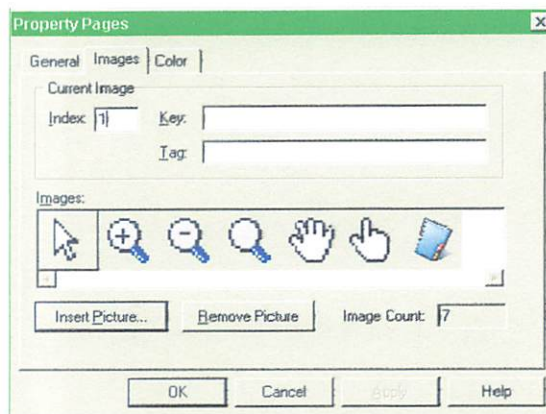 Property Pages
General Images Color
Current Image
Index: 1 Key:
Tag:
Images:
Insert Picture... Remove Picture Image Count: 7
OK Cancel Apply Help